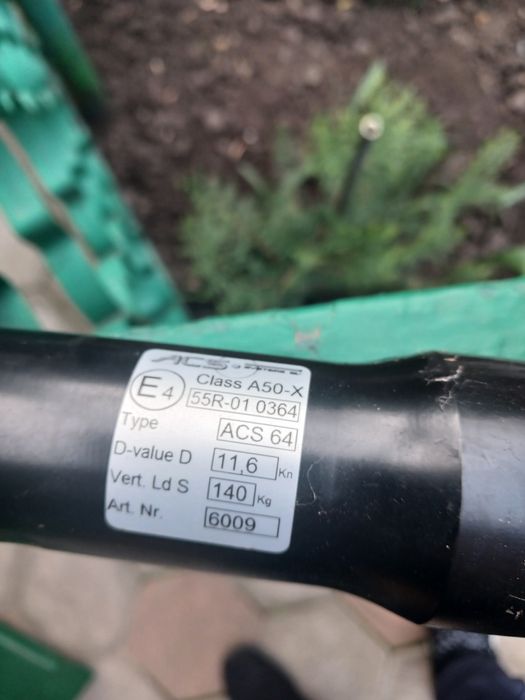 ACS
Class A50-X
E4 55R-01 0364
Type ACS 64
D-value D 11,6 Kn
Vert. Ld S 140 Kg
Art. Nr. 6009